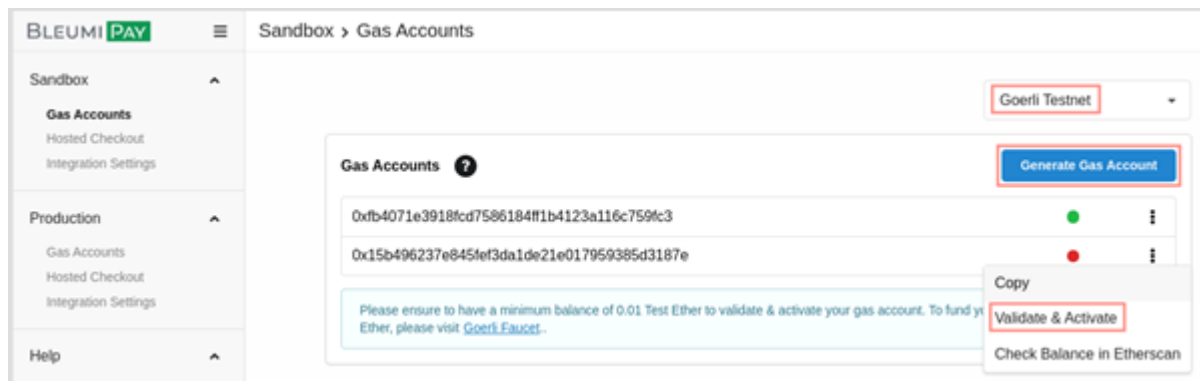 BLEUMI PAY
Sandbox > Gas Accounts
Sandbox
Gas Accounts
Hosted Checkout
Integration Settings
Production
Gas Accounts
Hosted Checkout
Integration Settings
Help
Goerli Testnet
Gas Accounts ?
Generate Gas Account
0xfb4071e3918fcd7586184ff1b4123a116c759fc3
0x15b496237e845fef3da1de21e017959385d3187e
Please ensure to have a minimum balance of 0.01 Test Ether to validate & activate your gas account. To fund
Ether, please visit Goerli Faucet..
Copy
Validate & Activate
Check Balance in Etherscan